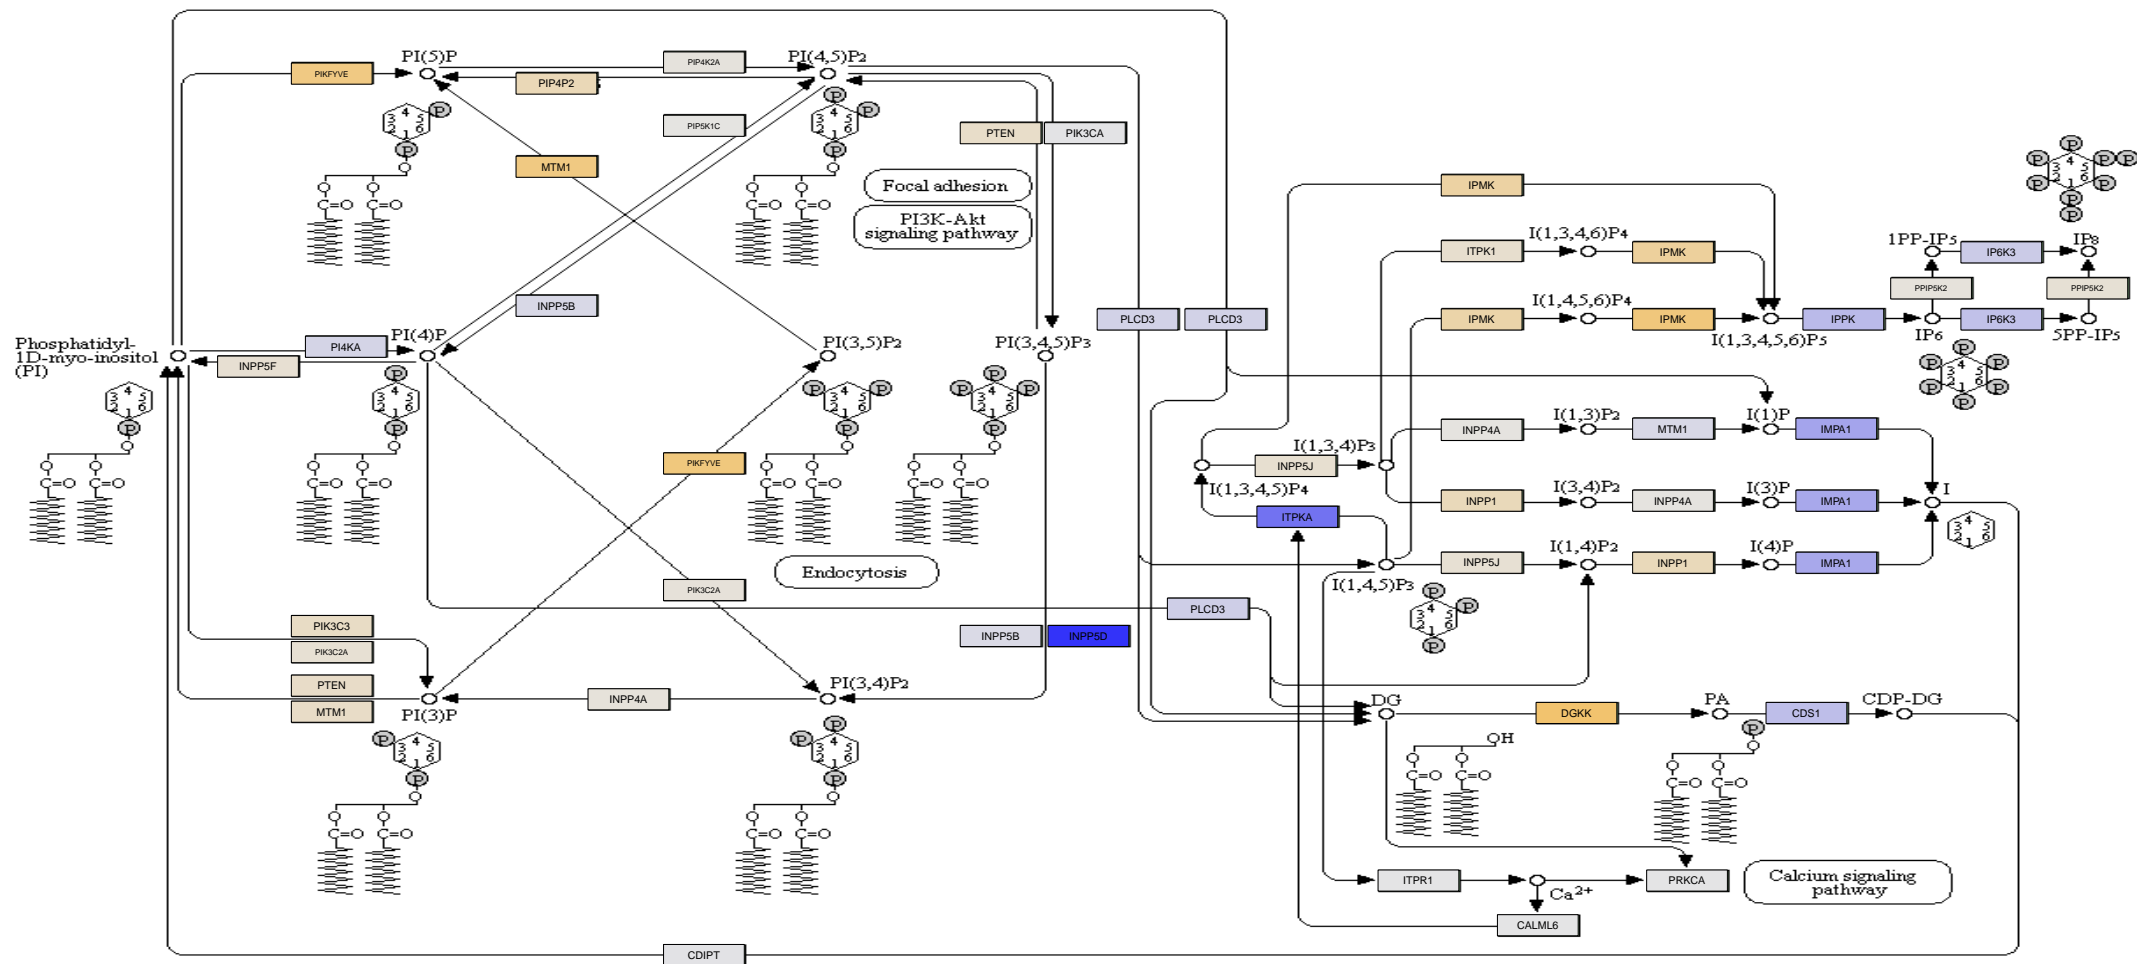 PI(5)P
PIKFYVE
PIP4K2A
PIP4P2
PI(4,5)P2
PIP5K1C
MTM1
PTEN
PIK3CA
Focal adhesion
PI3K-Akt
signaling pathway
INPP5B
Phosphatidyl-
1D-myo-inositol
(PI)
PI4KA
INPP5F
PI(4)P
PI(3,5)P2
PI(3,4,5)P3
PLCD3
PLCD3
PIKFYVE
Endocytosis
PIK3C2A
PLCD3
PIK3C3
PIK3C2A
PTEN
MTM1
PI(3)P
INPP4A
PI(3,4)P2
INPP5B
INPP5D
IPMK
ITPK1
I(1,3,4,6)P4
IPMK
IPMK
I(1,4,5,6)P4
IPMK
I(1,3,4,5,6)P5
IPPK
1PP-IP5
IP6K3
IP8
PPIP5K2
PPIP5K2
IP6
IP6K3
5PP-IP5
INPP5J
I(1,3,4)P3
I(1,3,4,5)P4
ITPKA
INPP4A
I(1,3)P2
MTM1
I(1)P
IMPA1
INPP1
I(3,4)P2
INPP4A
I(3)P
IMPA1
I
I(1,4,5)P3
INPP5J
I(1,4)P2
INPP1
I(4)P
IMPA1
DG
DGKK
PA
CDS1
CDP-DG
OH
ITPR1
Ca2+
PRKCA
CALML6
Calcium signaling
pathway
CDIPT